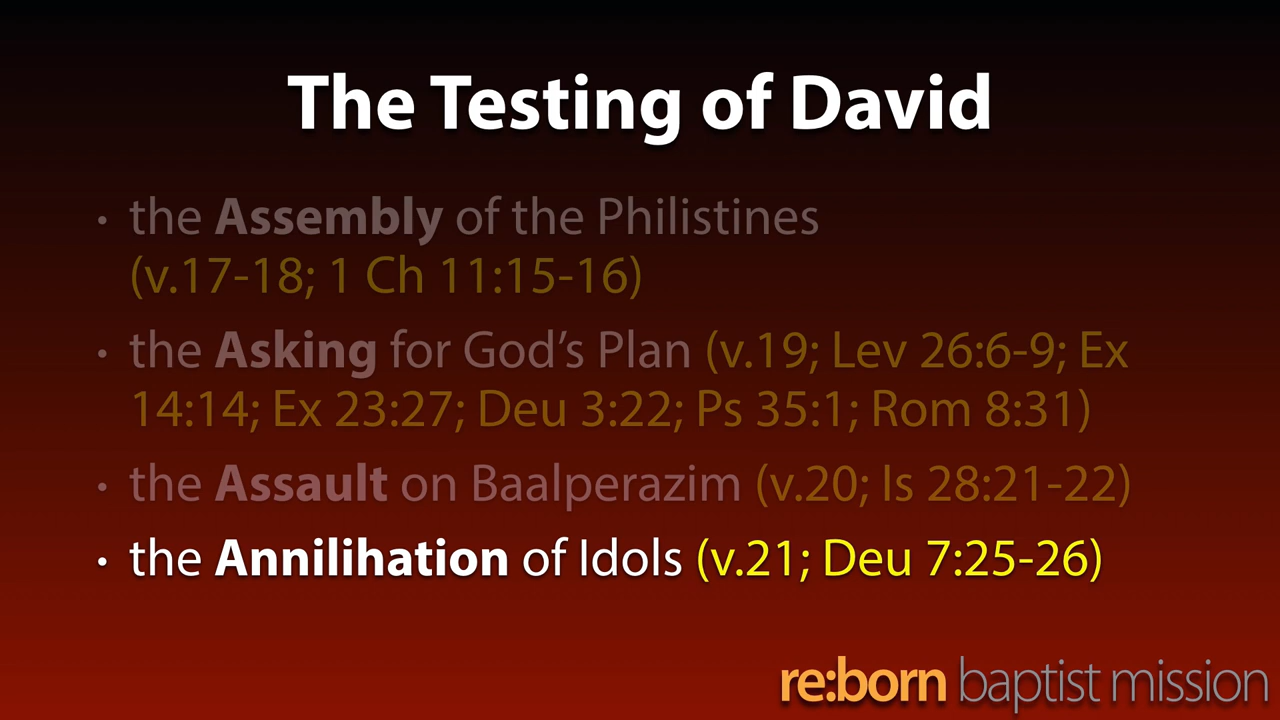 The Testing of David
• the Assembly of the Philistines
(v.17-18; 1 Ch 11:15-16)
• the Asking for God’s Plan (v.19; Lev 26:6-9; Ex
14:14; Ex 23:27; Deu 3:22; Ps 35:1; Rom 8:31)
• the Assault on Baalperazim (v.20; Is 28:21-22)
• the Annilihation of Idols (v.21; Deu 7:25-26)
re:born baptist mission